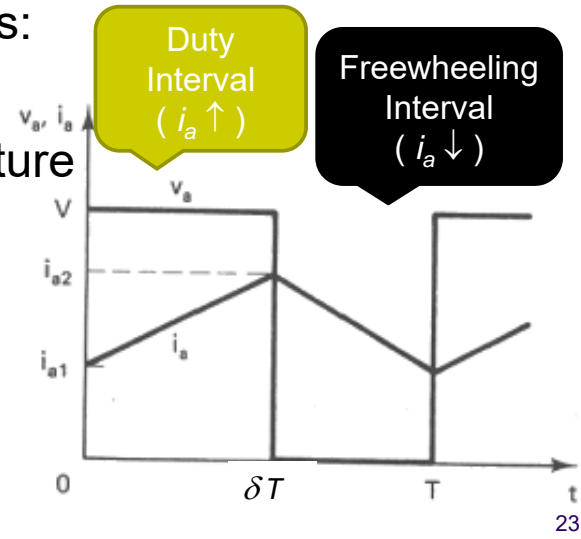 s:
Duty
Interval
( iₐ ↑ )
Freewheeling
Interval
( iₐ ↓ )
vₐ, iₐ
ture
vₐ
V
iₐ₂
iₐ
iₐ₁
0
δT
T
t
23